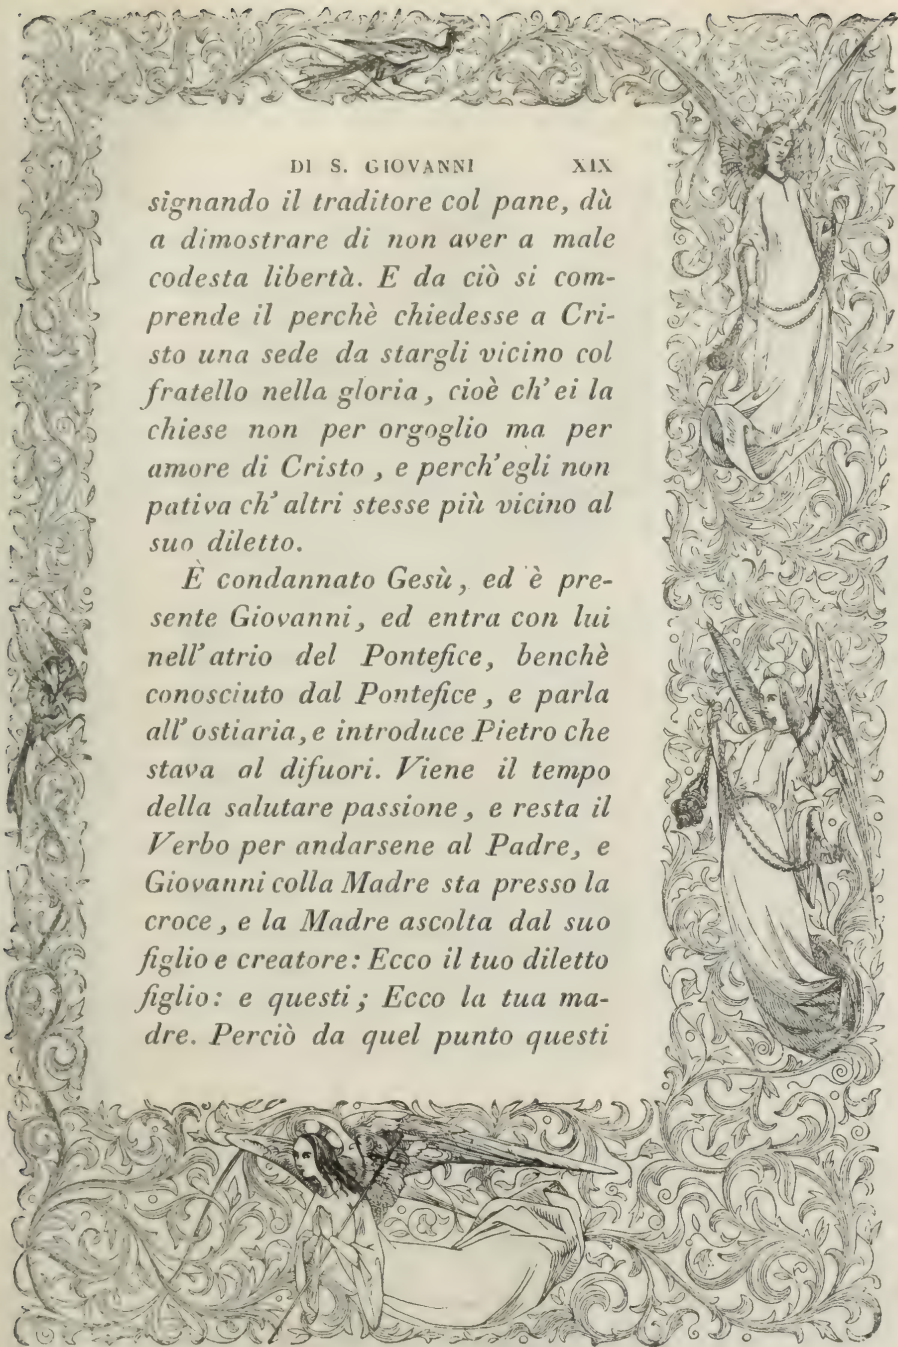 DI S. GIOVANNI XIX
signando il traditore col pane, dà
a dimostrare di non aver a male
codesta libertà. E da ciò si com-
prende il perchè chiedesse a Cri-
sto una sede da stargli vicino col
fratello nella gloria, cioè ch'ei la
chiese non per orgoglio ma per
amore di Cristo, e perch'egli non
pativa ch'altri stesse più vicino al
suo diletto.
È condannato Gesù, ed è pre-
sente Giovanni, ed entra con lui
nell'atrio del Pontefice, benchè
conosciuto dal Pontefice, e parla
all'ostiaria, e introduce Pietro che
stava al difuori. Viene il tempo
della salutare passione, e resta il
Verbo per andarsene al Padre, e
Giovanni colla Madre sta presso la
croce, e la Madre ascolta dal suo
figlio e creatore: Ecco il tuo diletto
figlio: e questi; Ecco la tua ma-
dre. Perciò da quel punto questi